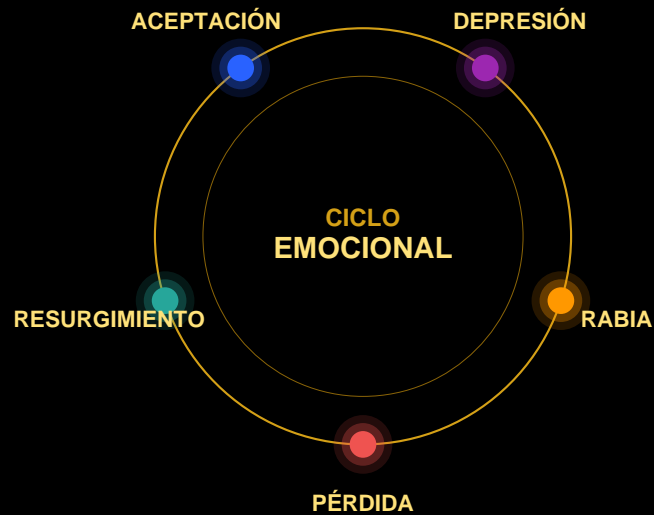 ACEPTACIÓN
DEPRESIÓN
CICLO
EMOCIONAL
RESURGIMIENTO
RABIA
PÉRDIDA